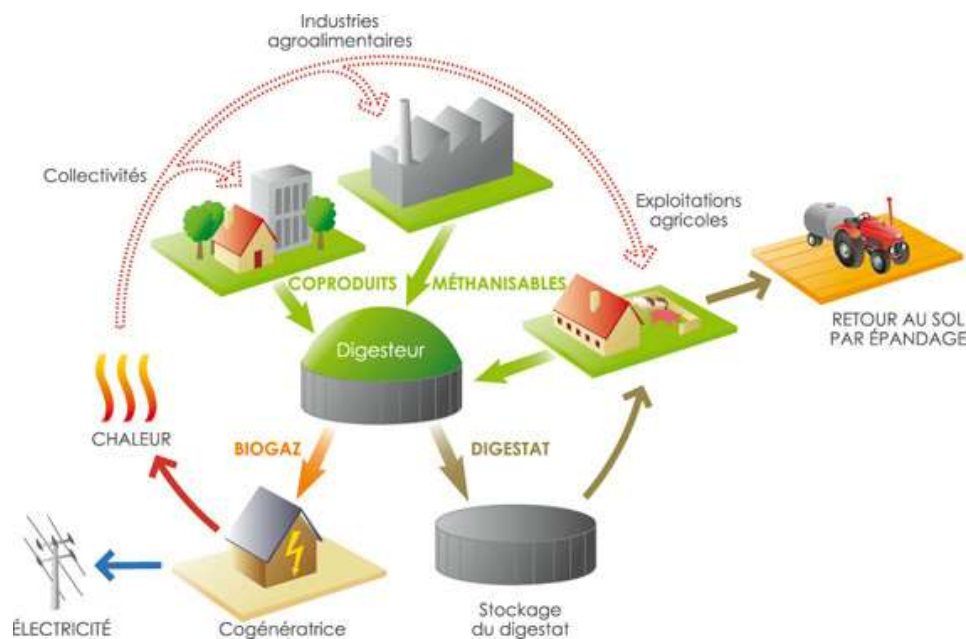 Industries
agroalimentaires
Collectivités
Exploitations
agricoles
COPRODUITS
MÉTHANISABLES
Digesteur
RETOUR AU SOL
PAR ÉPANDAGE
CHALEUR
BIOGAZ
DIGESTAT
ÉLECTRICITÉ
Cogénératrice
Stockage
du digestat